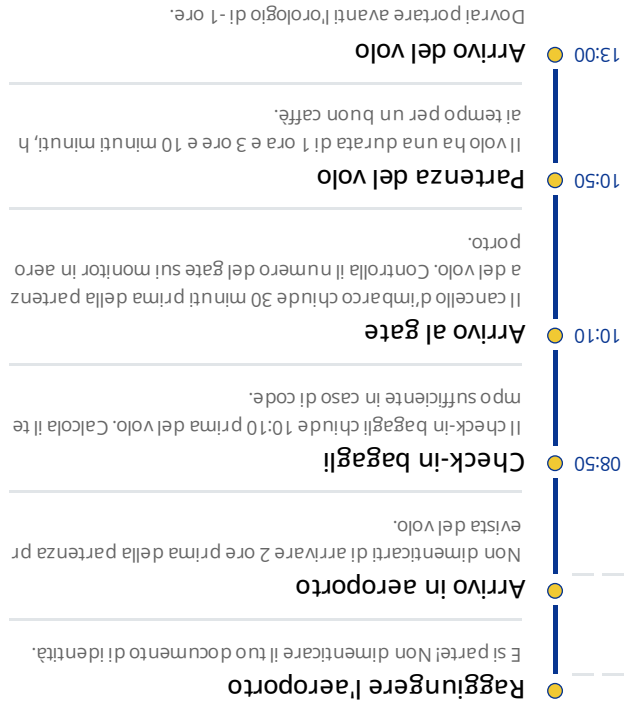 Raggiungere l'aeroporto
E si parte! Non dimenticare il tuo documento di identità.
Arrivo in aeroporto
Non dimenticarti di arrivare 2 ore prima della partenza pr
evista del volo.
08:50 Check-in bagagli
Il check-in bagagli chiude 10:10 prima del volo. Calcola il te
mpo sufficiente in caso di code.
10:10 Arrivo al gate
Il cancello d'imbarco chiude 30 minuti prima della partenz
a del volo. Controlla il numero del gate sui monitor in aero
porto.
10:50 Partenza del volo
Il volo ha una durata di 1 ora e 3 ore e 10 minuti minuti, h
ai tempo per un buon caffè.
13:00 Arrivo del volo
Dovrai portare avanti l'orologio di -1 ore.